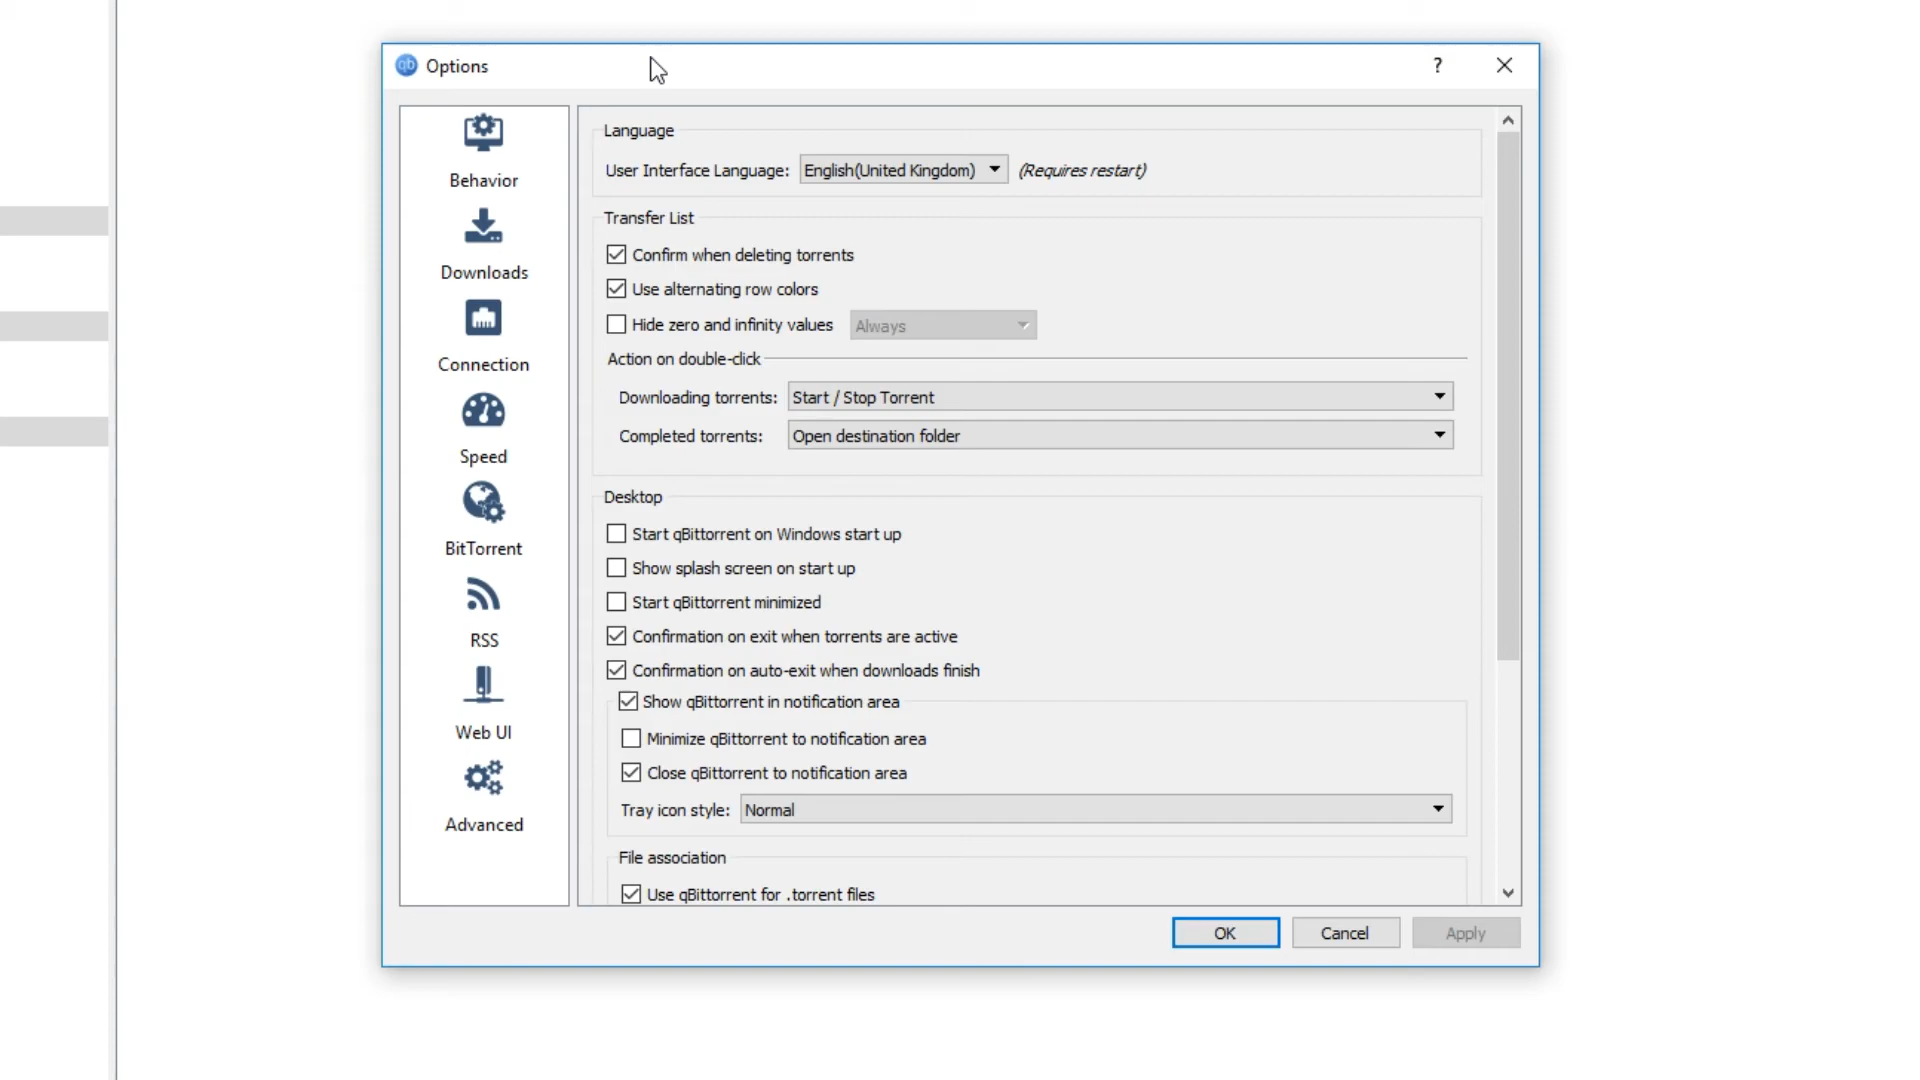 qb Options ?
Behavior
Downloads
Connection
Speed
BitTorrent
RSS
Web UI
Advanced
Language
User Interface Language: English(United Kingdom) (Requires restart)
Transfer List
Confirm when deleting torrents
Use alternating row colors
Hide zero and infinity values Always
Action on double-click
Downloading torrents: Start / Stop Torrent
Completed torrents: Open destination folder
Desktop
Start qBittorrent on Windows start up
Show splash screen on start up
Start qBittorrent minimized
Confirmation on exit when torrents are active
Confirmation on auto-exit when downloads finish
Show qBittorrent in notification area
Minimize qBittorrent to notification area
Close qBittorrent to notification area
Tray icon style: Normal
File association
Use qBittorrent for .torrent files
OK Cancel Apply